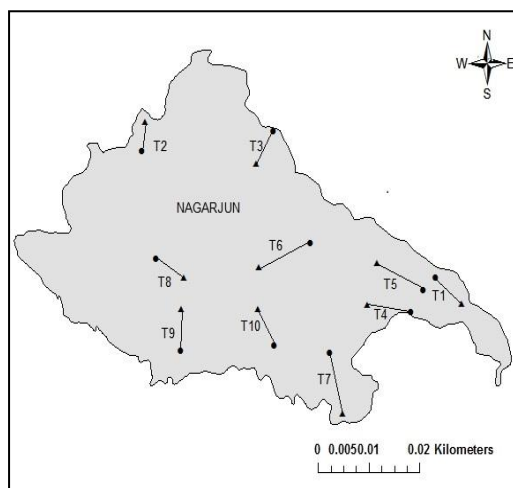 N
W E
S
T2
T3
NAGARJUN
T6
T8
T5
T1
T4
T9
T10
T7
0 0.0050.01 0.02 Kilometers